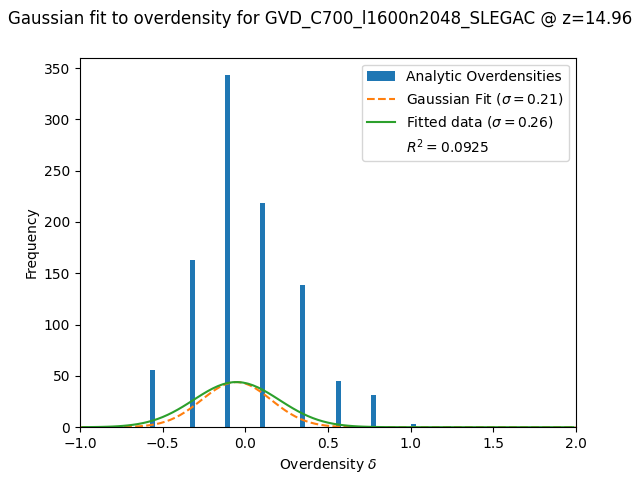 Gaussian fit to overdensity for GVD_C700_l1600n2048_SLEGAC @ z=14.96
Analytic Overdensities
Gaussian Fit (σ = 0.21)
Fitted data (σ = 0.26)
R² = 0.0925
Frequency
350
300
250
200
150
100
50
0
−1.0 −0.5 0.0 0.5 1.0 1.5 2.0
Overdensity δ